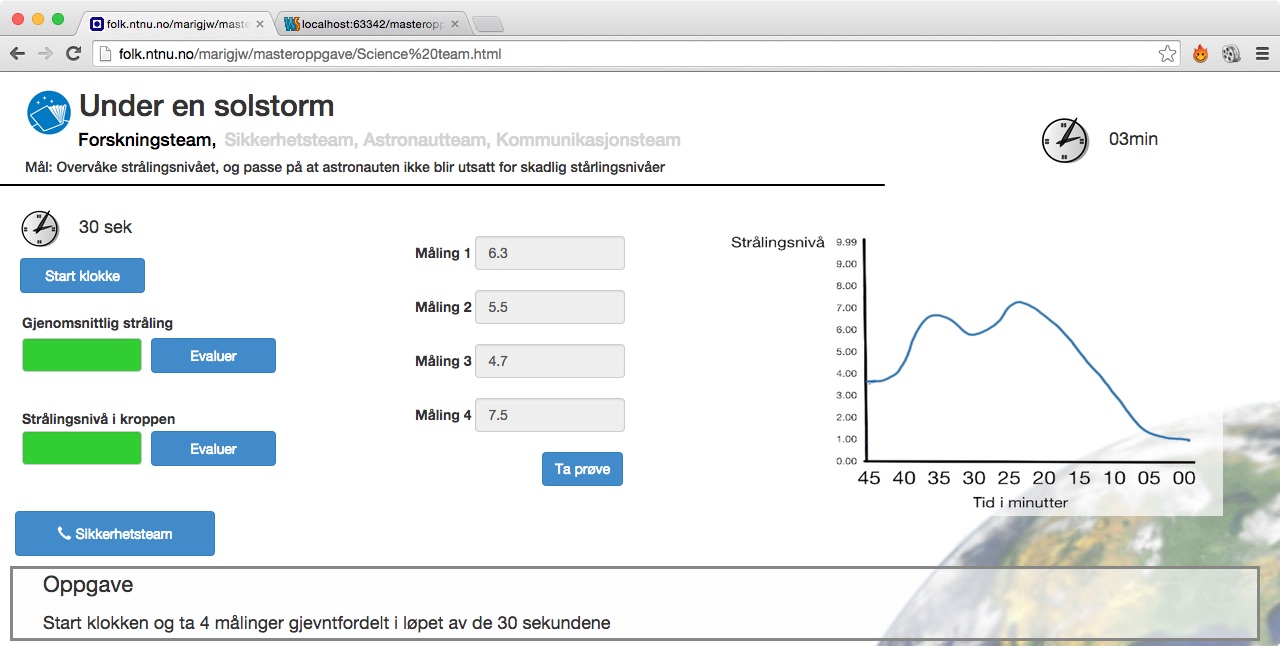 folk.ntnu.no/marigjw/maste
localhost:63342/masteropp
folk.ntnu.no/marigjw/masteroppgave/Science%20team.html
Under en solstorm
Forskningsteam, Sikkerhetsteam, Astronautteam, Kommunikasjonsteam
03min
Mål: Overvåke strålingsnivået, og passe på at astronauten ikke blir utsatt for skadlig stårlingsnivåer
30 sek
Start klokke
Gjenomsnittlig stråling
Evaluer
Strålingsnivå i kroppen
Evaluer
Sikkerhetsteam
Måling 1 6.3
Måling 2 5.5
Måling 3 4.7
Måling 4 7.5
Ta prøve
Strålingsnivå
9.99
9.00
8.00
7.00
6.00
5.00
4.00
3.00
2.00
1.00
0.00
45 40 35 30 25 20 15 10 05 00
Tid i minutter
Oppgave
Start klokken og ta 4 målinger gjevntfordelt i løpet av de 30 sekundene